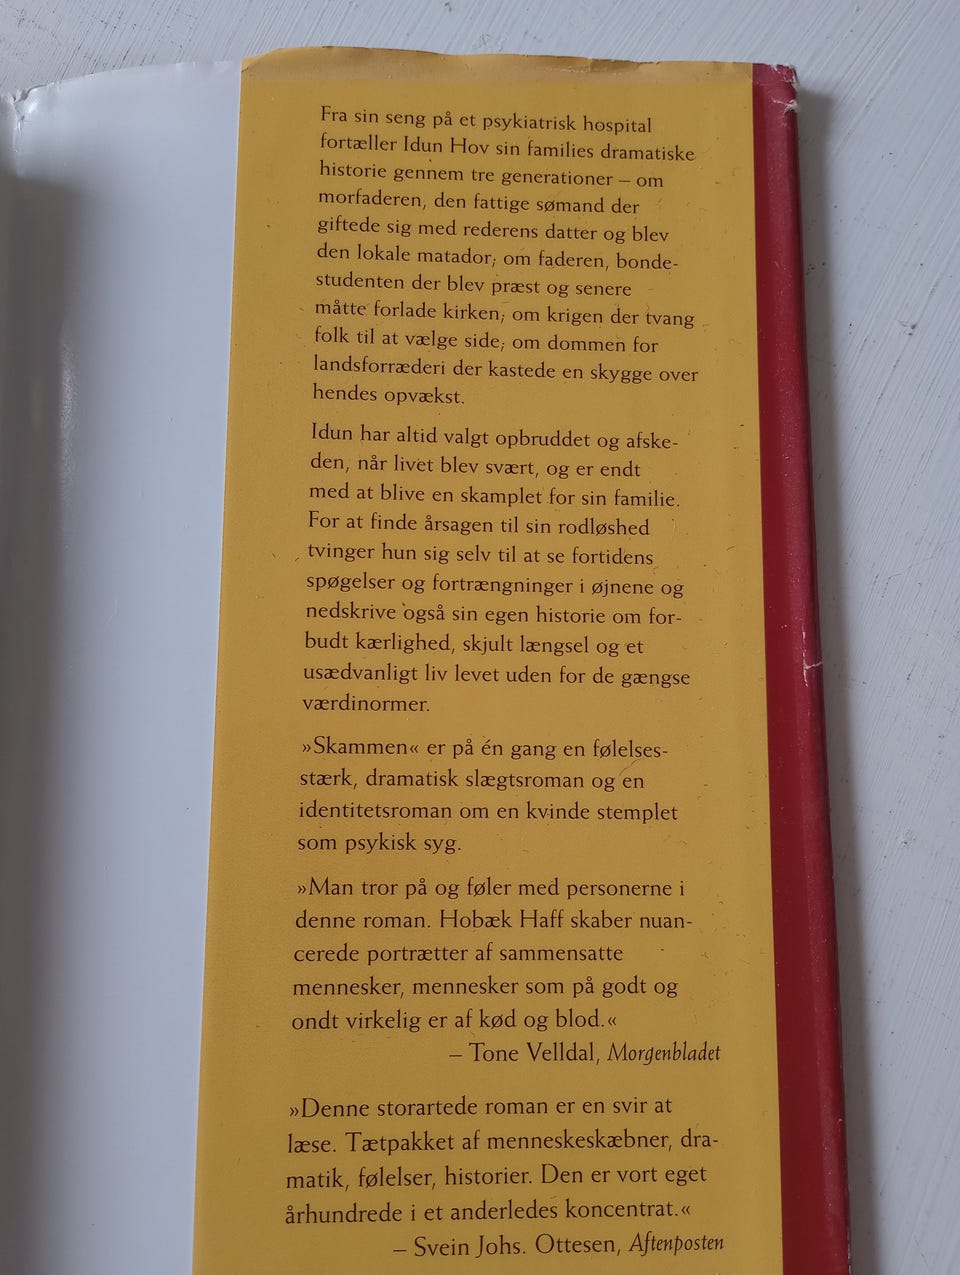 Fra sin seng på et psykiatrisk hospital
fortæller Idun Hov sin families dramatiske
historie gennem tre generationer – om
morfaderen, den fattige sømand der
giftede sig med rederens datter og blev
den lokale matador; om faderen, bonde-
studenten der blev præst og senere
måtte forlade kirken; om krigen der tvang
folk til at vælge side; om dommen for
landsforræderi der kastede en skygge over
hendes opvækst.
Idun har altid valgt opbruddet og afske-
den, når livet blev svært, og er endt
med at blive en skamplet for sin familie.
For at finde årsagen til sin rodløshed
tvinger hun sig selv til at se fortidens
spøgelser og fortrængninger i øjnene og
nedskrive også sin egen historie om for-
budt kærlighed, skjult længsel og et
usædvanligt liv levet uden for de gængse
værdinormer.
»Skammen« er på én gang en følelses-
stærk, dramatisk slægtsroman og en
identitetsroman om en kvinde stemplet
som psykisk syg.
»Man tror på og føler med personerne i
denne roman. Hobæk Haff skaber nuan-
cerede portrætter af sammensatte
mennesker, mennesker som på godt og
ondt virkelig er af kød og blod.«
– Tone Velldal, Morgenbladet
»Denne storartede roman er en svir at
læse. Tætpakket af menneskeskæbner, dra-
matik, følelser, historier. Den er vort eget
århundrede i et anderledes koncentrat.«
– Svein Johs. Ottesen, Aftenposten